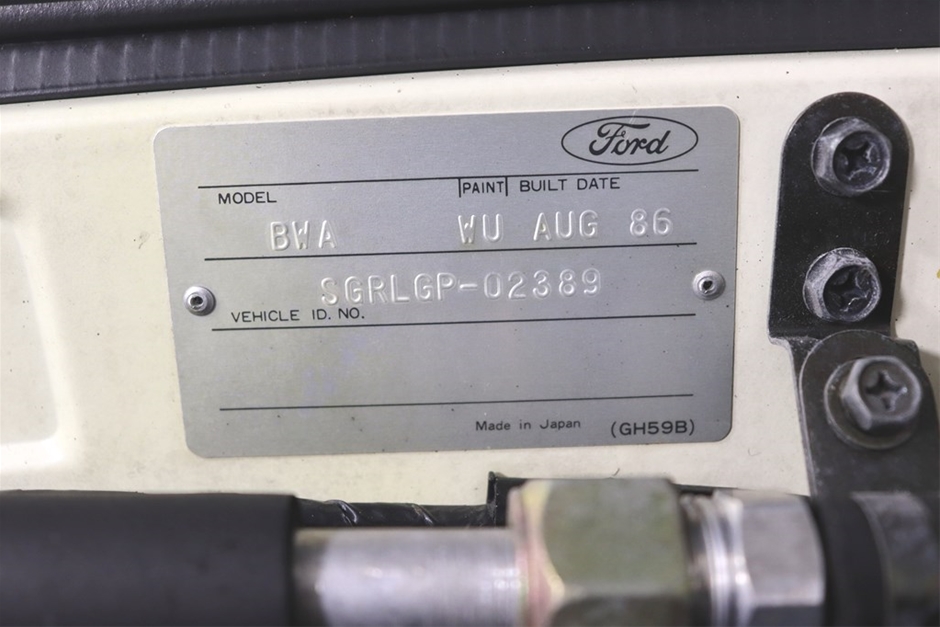 Ford
MODEL PAINT BUILT DATE
BWA WU AUG 86
SGRLGP-02389
VEHICLE ID. NO.
Made in Japan (GH59B)